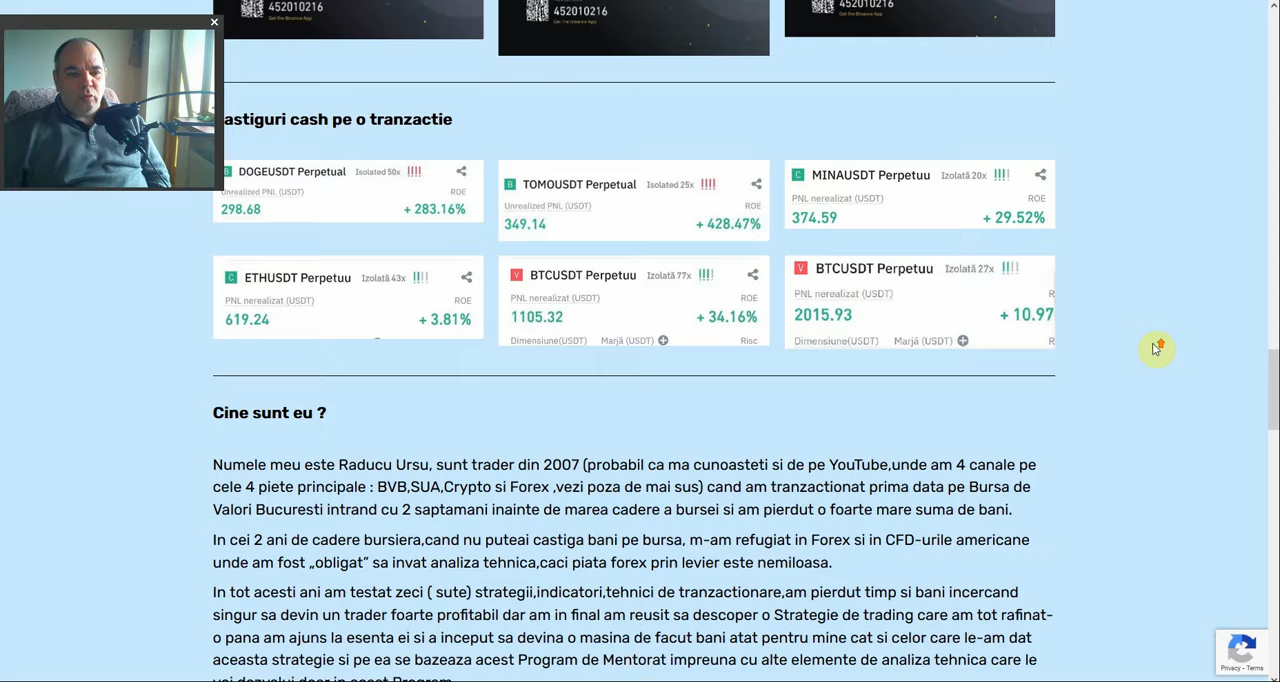 452010216
Get the Binance App
452010216
Get the Binance App
452010216
Get the Binance App
astiguri cash pe o tranzactie
DOGEUSDT Perpetual Isolated 50x
Unrealized PNL (USDT) ROE
298.68 + 283.16%
B TOMOUSDT Perpetual Isolated 25x
Unrealized PNL (USDT) ROE
349.14 + 428.47%
C MINAUSDT Perpetuu Izolată 20x
PNL nerealizat (USDT) ROE
374.59 + 29.52%
C ETHUSDT Perpetuu Izolată 43x
PNL nerealizat (USDT) ROE
619.24 + 3.81%
V BTCUSDT Perpetuu Izolată 77x
PNL nerealizat (USDT) ROE
1105.32 + 34.16%
Dimensiune(USDT) Marjă (USDT) Risc
V BTCUSDT Perpetuu Izolată 27x
PNL nerealizat (USDT) R
2015.93 + 10.97
Dimensiune(USDT) Marjă (USDT) R
Cine sunt eu ?
Numele meu este Raducu Ursu, sunt trader din 2007 (probabil ca ma cunoasteti si de pe YouTube,unde am 4 canale pe
cele 4 piete principale : BVB,SUA,Crypto si Forex ,vezi poza de mai sus) cand am tranzactionat prima data pe Bursa de
Valori Bucuresti intrand cu 2 saptamani inainte de marea cadere a bursei si am pierdut o foarte mare suma de bani.
In cei 2 ani de cadere bursiera,cand nu puteai castiga bani pe bursa, m-am refugiat in Forex si in CFD-urile americane
unde am fost „obligat” sa invat analiza tehnica,caci piata forex prin levier este nemiloasa.
In tot acesti ani am testat zeci ( sute) strategii,indicatori,tehnici de tranzactionare,am pierdut timp si bani incercand
singur sa devin un trader foarte profitabil dar am in final am reusit sa descoper o Strategie de trading care am tot rafinat-
o pana am ajuns la esenta ei si a inceput sa devina o masina de facut bani atat pentru mine cat si celor care le-am dat
aceasta strategie si pe ea se bazeaza acest Program de Mentorat impreuna cu alte elemente de analiza tehnica care le
Privacy - Terms